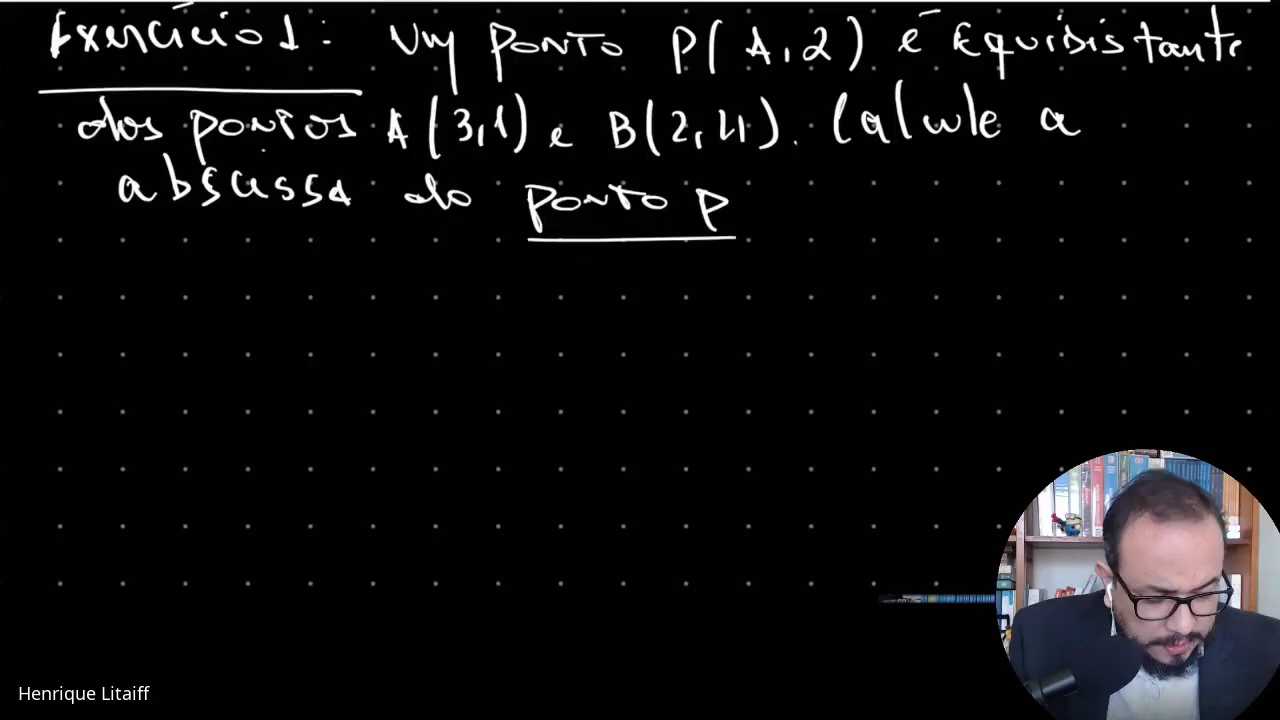 Exercício 1: Um ponto P(A,2) é Equidistante
dos pontos A(3,1) e B(2,4). Calcule a
abscissa do ponto P
Henrique Litaiff